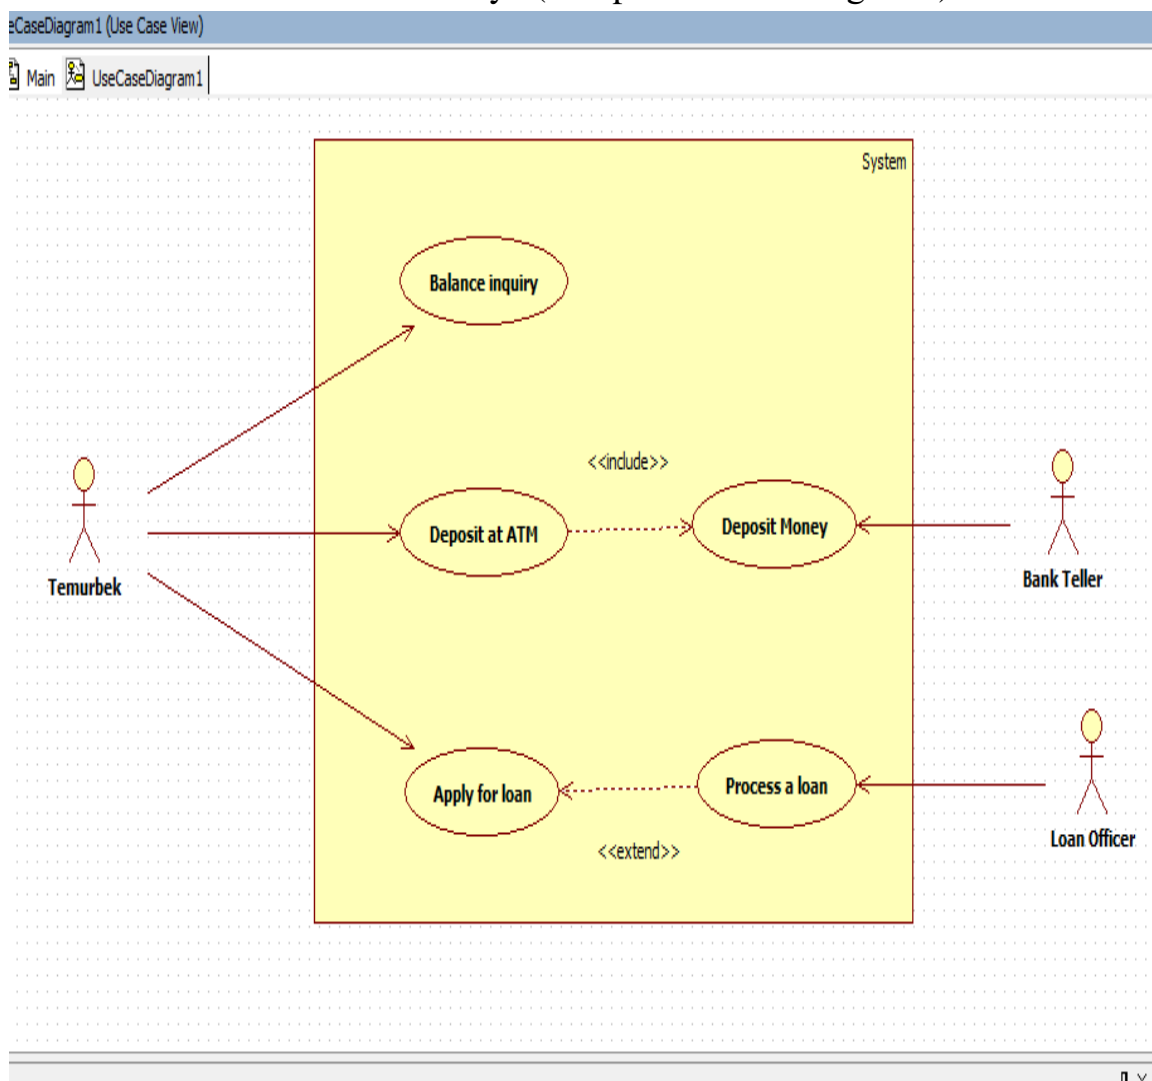 eCaseDiagram1 (Use Case View)
Main UseCaseDiagram1
System
Balance inquiry
<<include>>
Deposit at ATM
Deposit Money
Temurbek
Bank Teller
Apply for loan
Process a loan
<<extend>>
Loan Officer